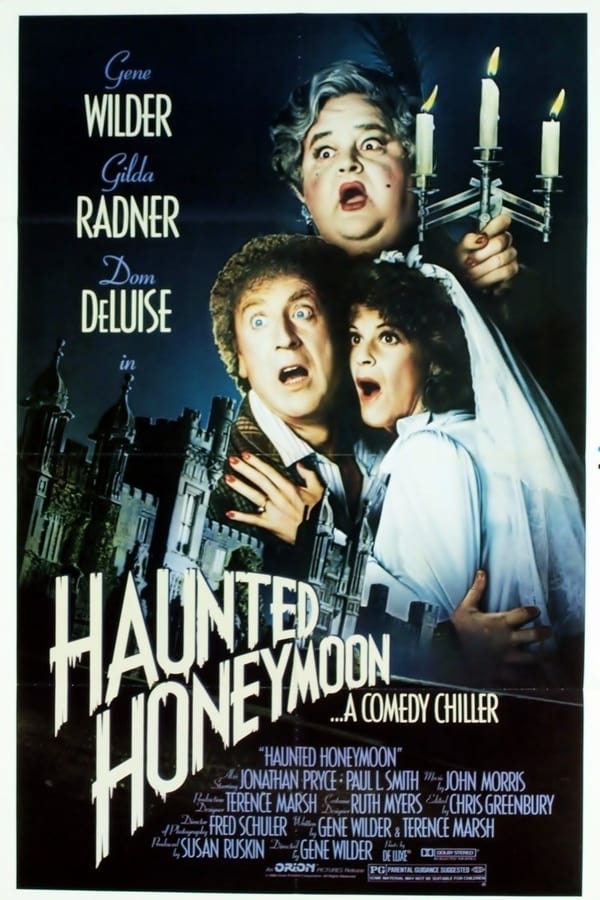 Gene
WILDER
Gilda
RADNER
Dom
DeLUISE
in
HAUNTED
HONEYMOON
...A COMEDY CHILLER
"HAUNTED HONEYMOON"
Also Starring JONATHAN PRYCE · PAUL L. SMITH Music by JOHN MORRIS
Production Designer TERENCE MARSH Costume Designer RUTH MYERS Edited by CHRIS GREENBURY
Director of Photography FRED SCHULER Written by GENE WILDER & TERENCE MARSH
Produced by SUSAN RUSKIN Directed by GENE WILDER Prints by DE LUXE DOLBY STEREO
An ORION PICTURES Release
PG PARENTAL GUIDANCE SUGGESTED
SOME MATERIAL MAY NOT BE SUITABLE FOR CHILDREN